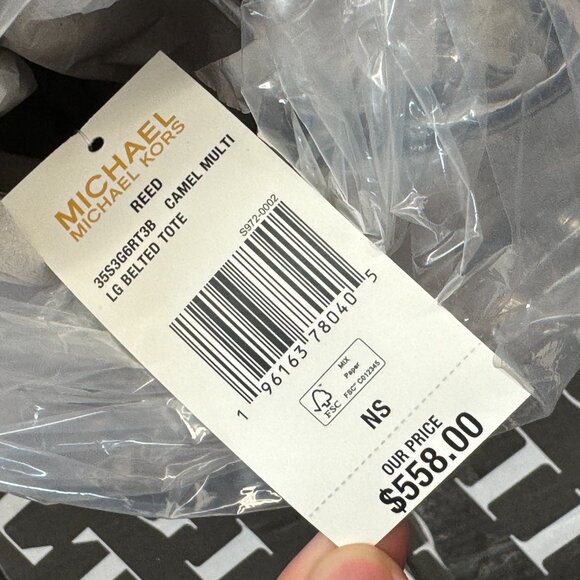 MICHAEL
MICHAEL KORS
REED
35S3G6RT3B CAMEL MULTI
LG BELTED TOTE
S972-0002
1 96163 78040 5
FSC
MIX
Paper
FSC® C012345
NS
OUR PRICE
$558.00